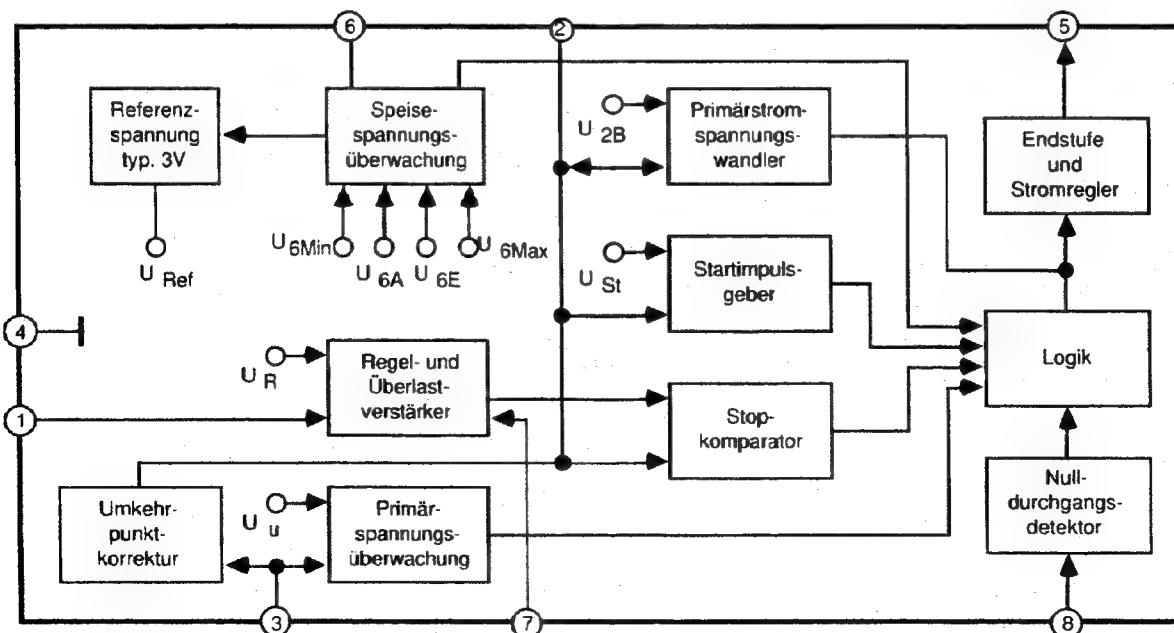 6
2
5
Referenz-
spannung
typ. 3V
Speise-
spannungs-
überwachung
U 2B
Primärstrom-
spannungs-
wandler
Endstufe
und
Stromregler
U Ref
U 6Min
U 6A
U 6E
U 6Max
U St
Startimpuls-
geber
4
U R
Regel- und
Überlast-
verstärker
Logik
1
Stop-
komparator
Umkehr-
punkt-
korrektur
U ü
Primär-
spannungs-
überwachung
Null-
durchgangs-
detektor
3
7
8